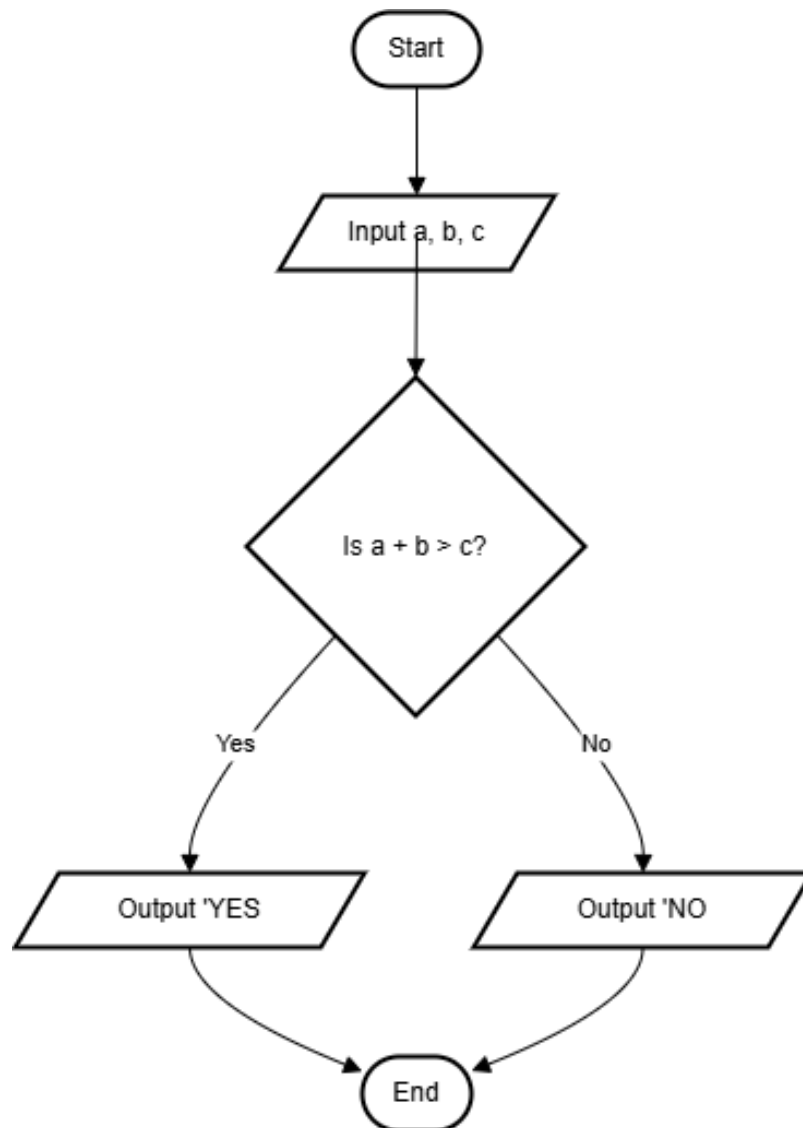 Start
Input a, b, c
Is a + b > c?
Yes
No
Output 'YES
Output 'NO
End